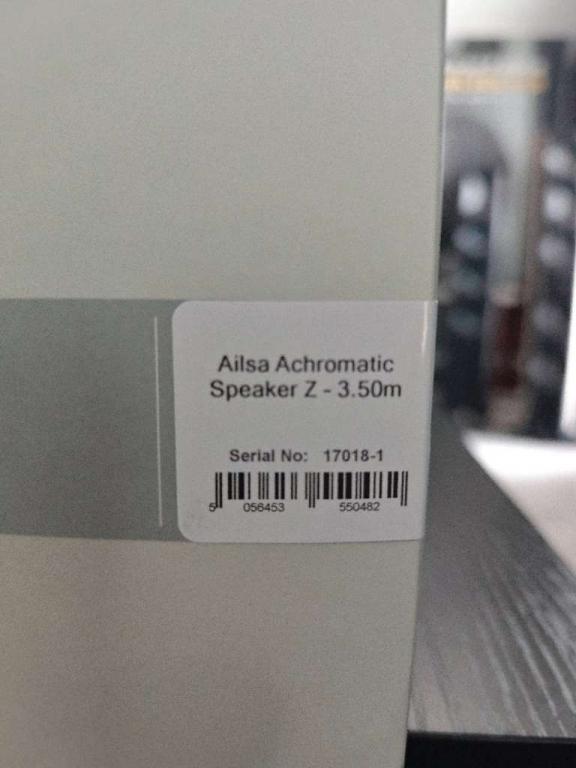 Ailsa Achromatic
Speaker Z - 3.50m
Serial No: 17018-1
5 056453 550482